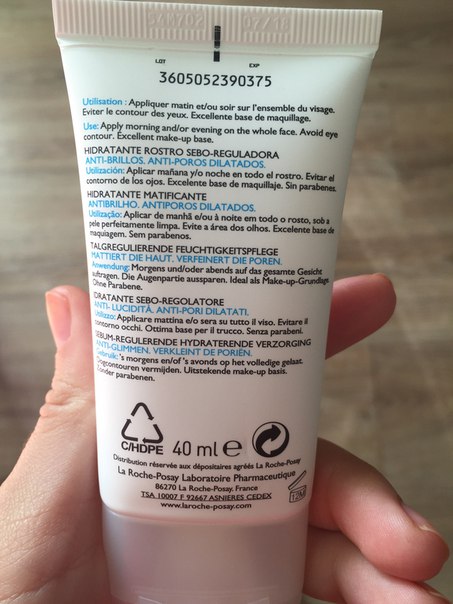 54M702 07/18
LOT EXP
3605052390375
Utilisation : Appliquer matin et/ou soir sur l'ensemble du visage.
Eviter le contour des yeux. Excellente base de maquillage.
Use: Apply morning and/or evening on the whole face. Avoid eye
contour. Excellent make-up base.
HIDRATANTE ROSTRO SEBO-REGULADORA
ANTI-BRILLOS. ANTI-POROS DILATADOS.
Utilización: Aplicar mañana y/o noche en todo el rostro. Evitar el
contorno de los ojos. Excelente base de maquillaje. Sin parabenes.
HIDRATANTE MATIFICANTE
ANTIBRILHO. ANTIPOROS DILATADOS.
Utilização: Aplicar de manhã e/ou à noite em todo o rosto, sob a
pele perfeitamente limpa. Evite a área dos olhos. Excelente base de
maquiagem. Sem parabenos.
TALGREGULIERENDE FEUCHTIGKEITSPFLEGE
MATTIERT DIE HAUT. VERFEINERT DIE POREN.
Anwendung: Morgens und/oder abends auf das gesamte Gesicht
auftragen. Die Augenpartie aussparen. Ideal als Make-up-Grundlage
Ohne Parabene.
DRATANTE SEBO-REGOLATORE
ANTI- LUCIDITÀ. ANTI-PORI DILATATI.
Utilizzo: Applicare mattina e/o sera su tutto il viso. Evitare il
contorno occhi. Ottima base per il trucco. Senza parabeni.
SEBUM-REGULERENDE HYDRATERENDE VERZORGING
ANTI-GLIMMEN. VERKLEINT DE PORIËN.
Gebruik: 's morgens en/of 's avonds op het volledige gelaat.
Oogcontouren vermijden. Uitstekende make-up basis.
Zonder parabenen.
C/HDPE 40 ml e
Distribution réservée aux dépositaires agréés La Roche-Posay
La Roche-Posay Laboratoire Pharmaceutique
86270 La Roche-Posay, France
TSA 10007 F 92667 ASNIERES CEDEX
www.laroche-posay.com
12M